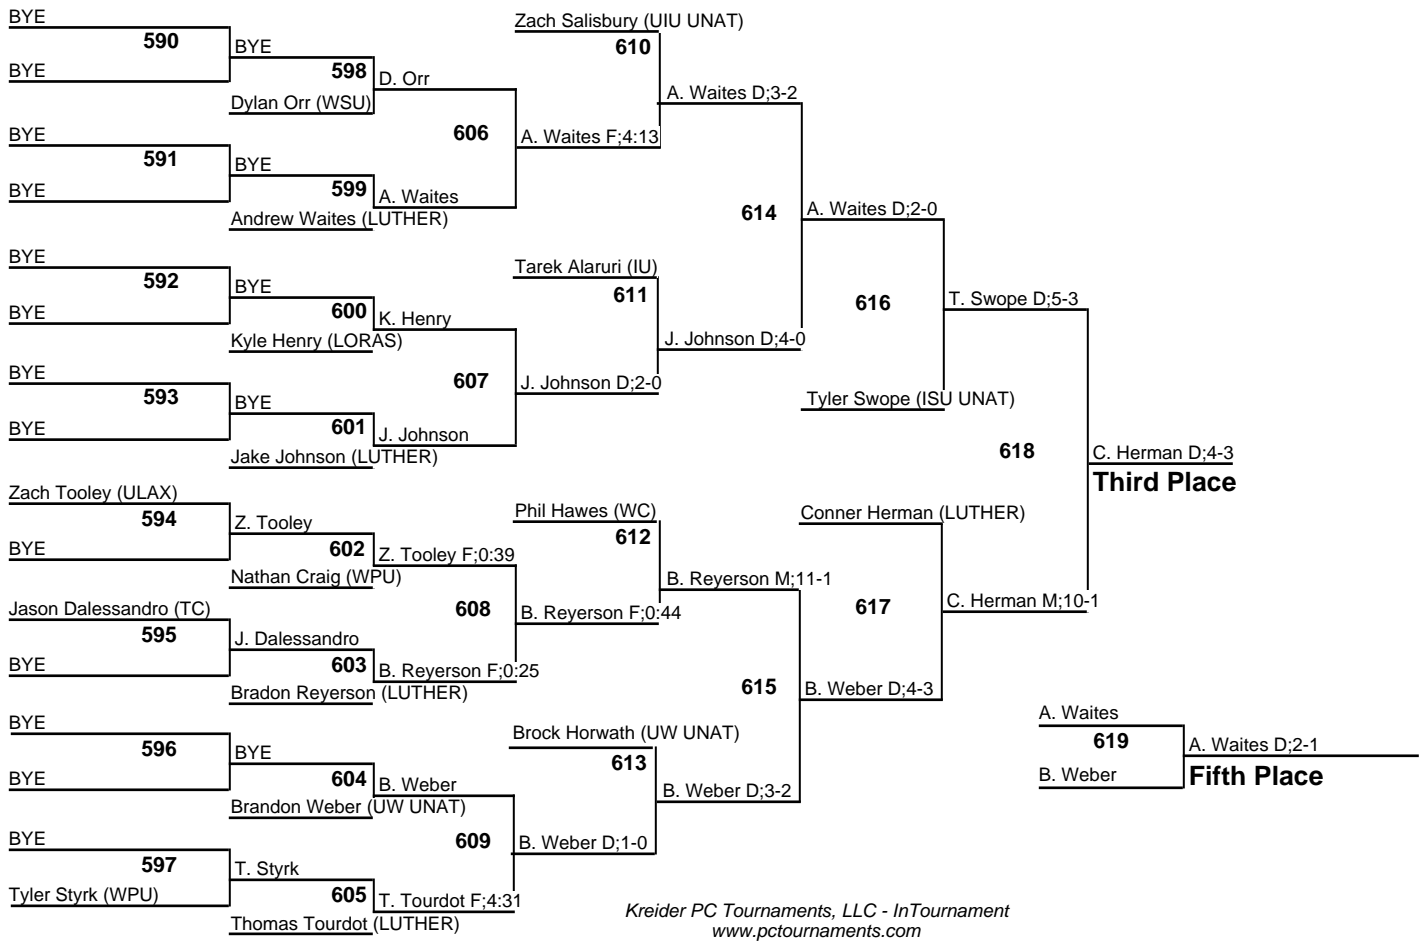 BYE
590
BYE
BYE
598
D. Orr
Dylan Orr (WSU)
BYE
591
BYE
BYE
599
A. Waites
Andrew Waites (LUTHER)
606
A. Waites F;4:13
Zach Salisbury (UIU UNAT)
610
A. Waites D;3-2
BYE
592
BYE
BYE
600
K. Henry
Kyle Henry (LORAS)
BYE
593
BYE
BYE
601
J. Johnson
Jake Johnson (LUTHER)
607
J. Johnson D;2-0
Tarek Alaruri (IU)
611
J. Johnson D;4-0
614
A. Waites D;2-0
616
T. Swope D;5-3
Tyler Swope (ISU UNAT)
Zach Tooley (ULAX)
594
Z. Tooley
BYE
602
Z. Tooley F;0:39
Nathan Craig (WPU)
Jason Dalessandro (TC)
595
J. Dalessandro
BYE
603
B. Reyerson F;0:25
Bradon Reyerson (LUTHER)
608
B. Reyerson F;0:44
Phil Hawes (WC)
612
B. Reyerson M;11-1
BYE
596
BYE
BYE
604
B. Weber
Brandon Weber (UW UNAT)
BYE
597
T. Styrk
Tyler Styrk (WPU)
605
T. Tourdot F;4:31
Thomas Tourdot (LUTHER)
609
B. Weber D;1-0
Brock Horwath (UW UNAT)
613
B. Weber D;3-2
615
B. Weber D;4-3
Conner Herman (LUTHER)
617
C. Herman M;10-1
618
C. Herman D;4-3
Third Place
A. Waites
619
A. Waites D;2-1
B. Weber
Fifth Place
Kreider PC Tournaments, LLC - InTournament
www.pctournaments.com